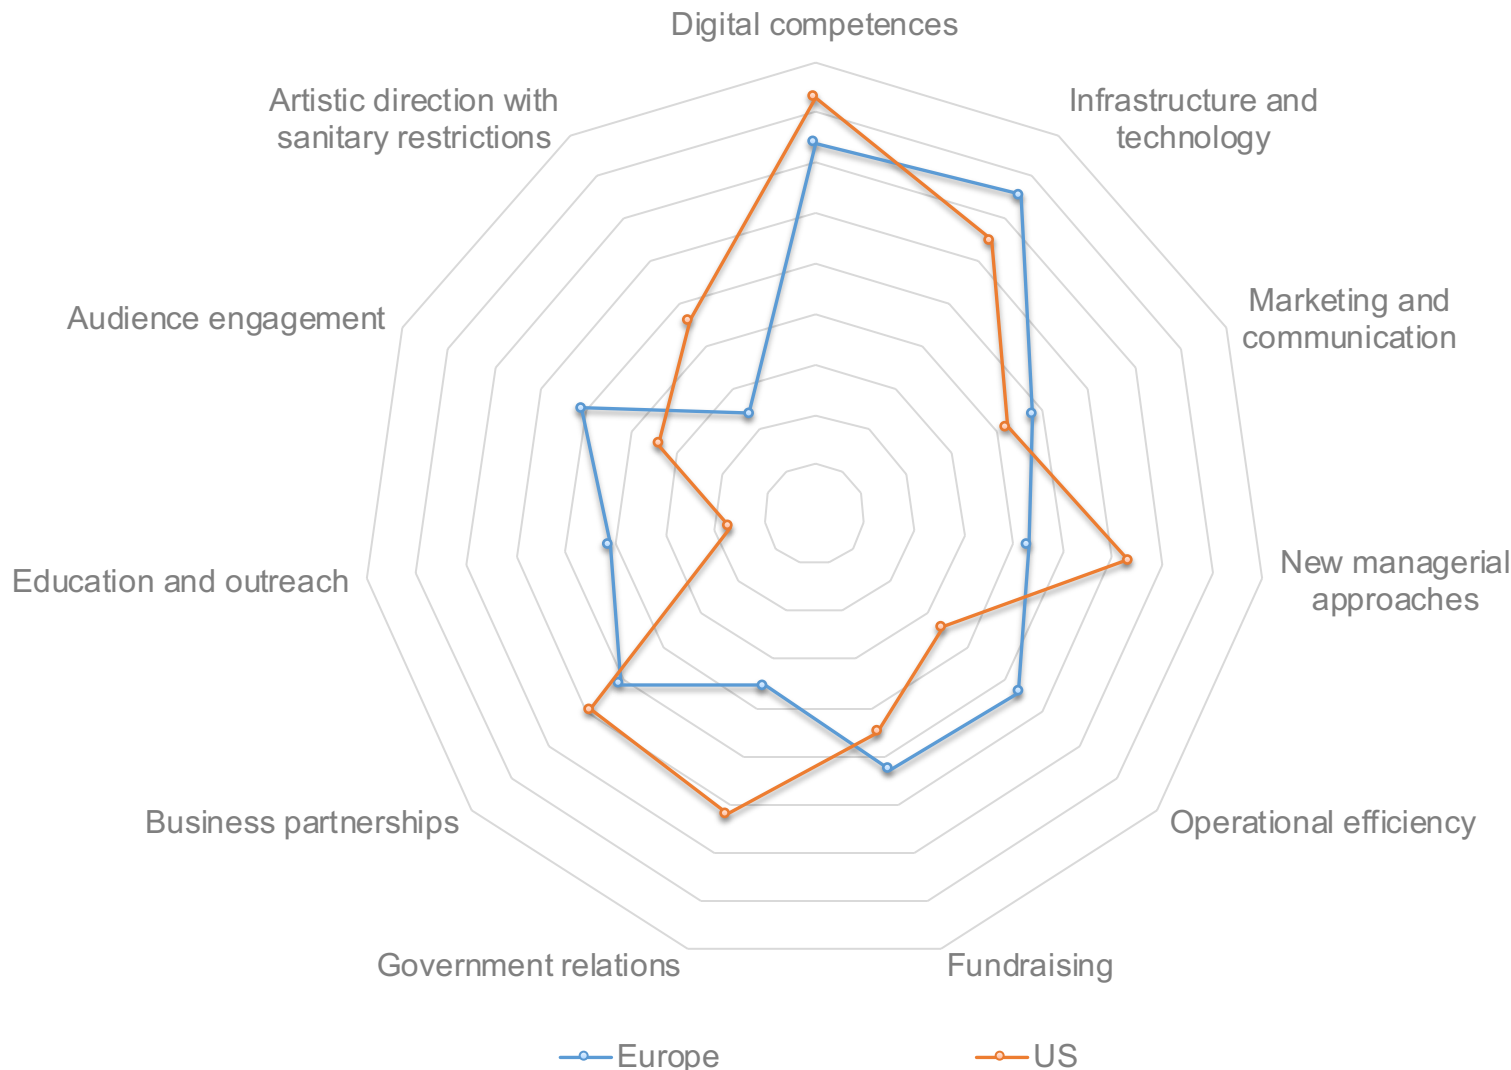 Digital competences
Artistic direction with
sanitary restrictions
Infrastructure and
technology
Audience engagement
Marketing and
communication
Education and outreach
New managerial
approaches
Business partnerships
Operational efficiency
Government relations
Fundraising
Europe
US